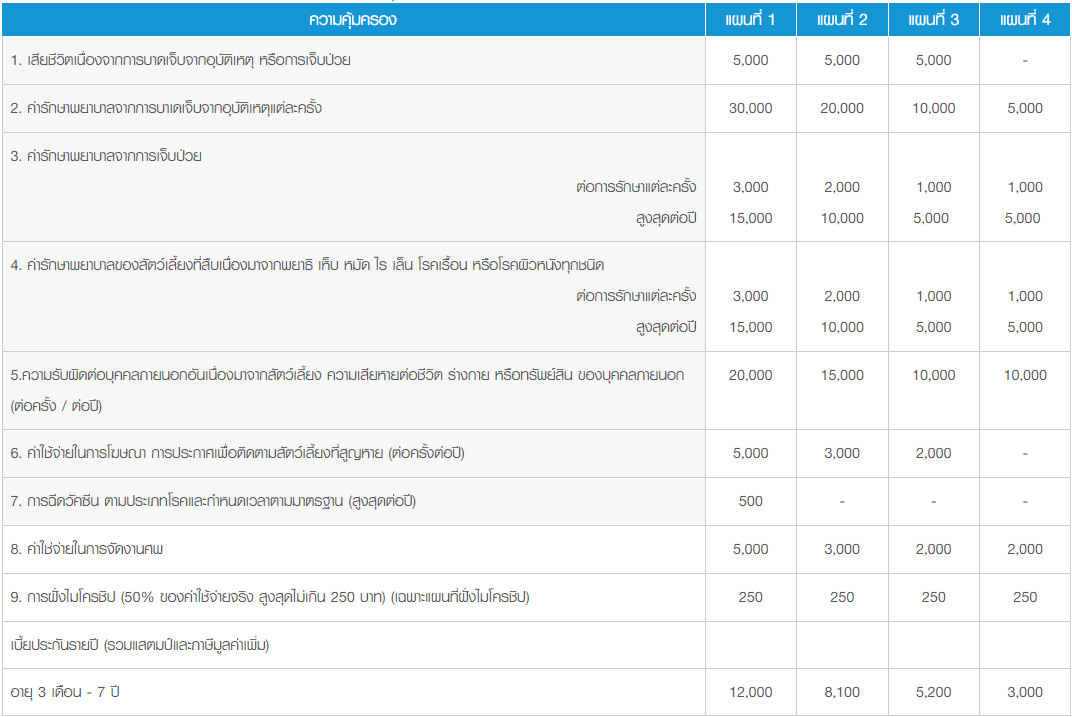 ความคุ้มครอง แผนที่ 1 แผนที่ 2 แผนที่ 3 แผนที่ 4
1. เสียชีวิตเนื่องจากการบาดเจ็บจากอุบัติเหตุ หรือการเจ็บป่วย 5,000 5,000 5,000 -
2. ค่ารักษาพยาบาลจากการบาดเจ็บจากอุบัติเหตุแต่ละครั้ง 30,000 20,000 10,000 5,000
3. ค่ารักษาพยาบาลจากการเจ็บป่วย
ต่อการรักษาแต่ละครั้ง 3,000 2,000 1,000 1,000
สูงสุดต่อปี 15,000 10,000 5,000 5,000
4. ค่ารักษาพยาบาลของสัตว์เลี้ยงที่สืบเนื่องมาจากพยาธิ เห็บ หมัด ไร เล็น โรคเรื้อน หรือโรคผิวหนังทุกชนิด
ต่อการรักษาแต่ละครั้ง 3,000 2,000 1,000 1,000
สูงสุดต่อปี 15,000 10,000 5,000 5,000
5.ความรับผิดต่อบุคคลภายนอกอันเนื่องมาจากสัตว์เลี้ยง ความเสียหายต่อชีวิต ร่างกาย หรือทรัพย์สิน ของบุคคลภายนอก 20,000 15,000 10,000 10,000
(ต่อครั้ง / ต่อปี)
6. ค่าใช้จ่ายในการโฆษณา การประกาศเพื่อติดตามสัตว์เลี้ยงที่สูญหาย (ต่อครั้งต่อปี) 5,000 3,000 2,000 -
7. การฉีดวัคซีน ตามประเภทโรคและกำหนดเวลาตามมาตรฐาน (สูงสุดต่อปี) 500 - - -
8. ค่าใช่จ่ายในการจัดงานศพ 5,000 3,000 2,000 2,000
9. การฝังไมโครชิป (50% ของค่าใช้จ่ายจริง สูงสุดไม่เกิน 250 บาท) (เฉพาะแผนที่ฝังไมโครชิป) 250 250 250 250
เบี้ยประกันรายปี (รวมแสตมป์และภาษีมูลค่าเพิ่ม)
อายุ 3 เดือน - 7 ปี 12,000 8,100 5,200 3,000